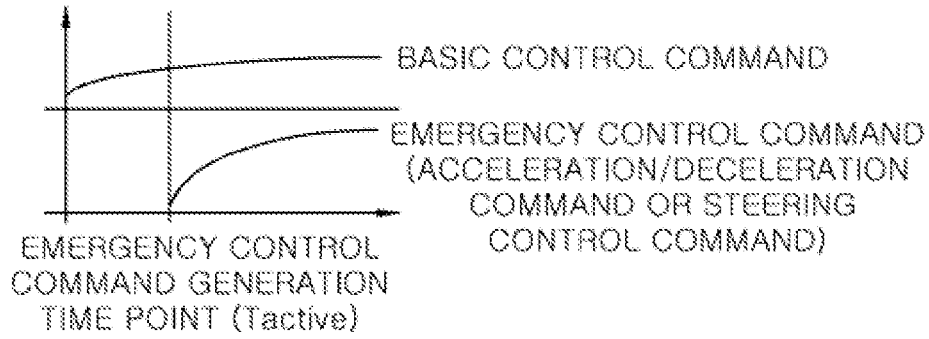 BASIC CONTROL COMMAND
EMERGENCY CONTROL COMMAND
(ACCELERATION/DECELERATION
COMMAND OR STEERING
CONTROL COMMAND)
EMERGENCY CONTROL
COMMAND GENERATION
TIME POINT (Tactive)